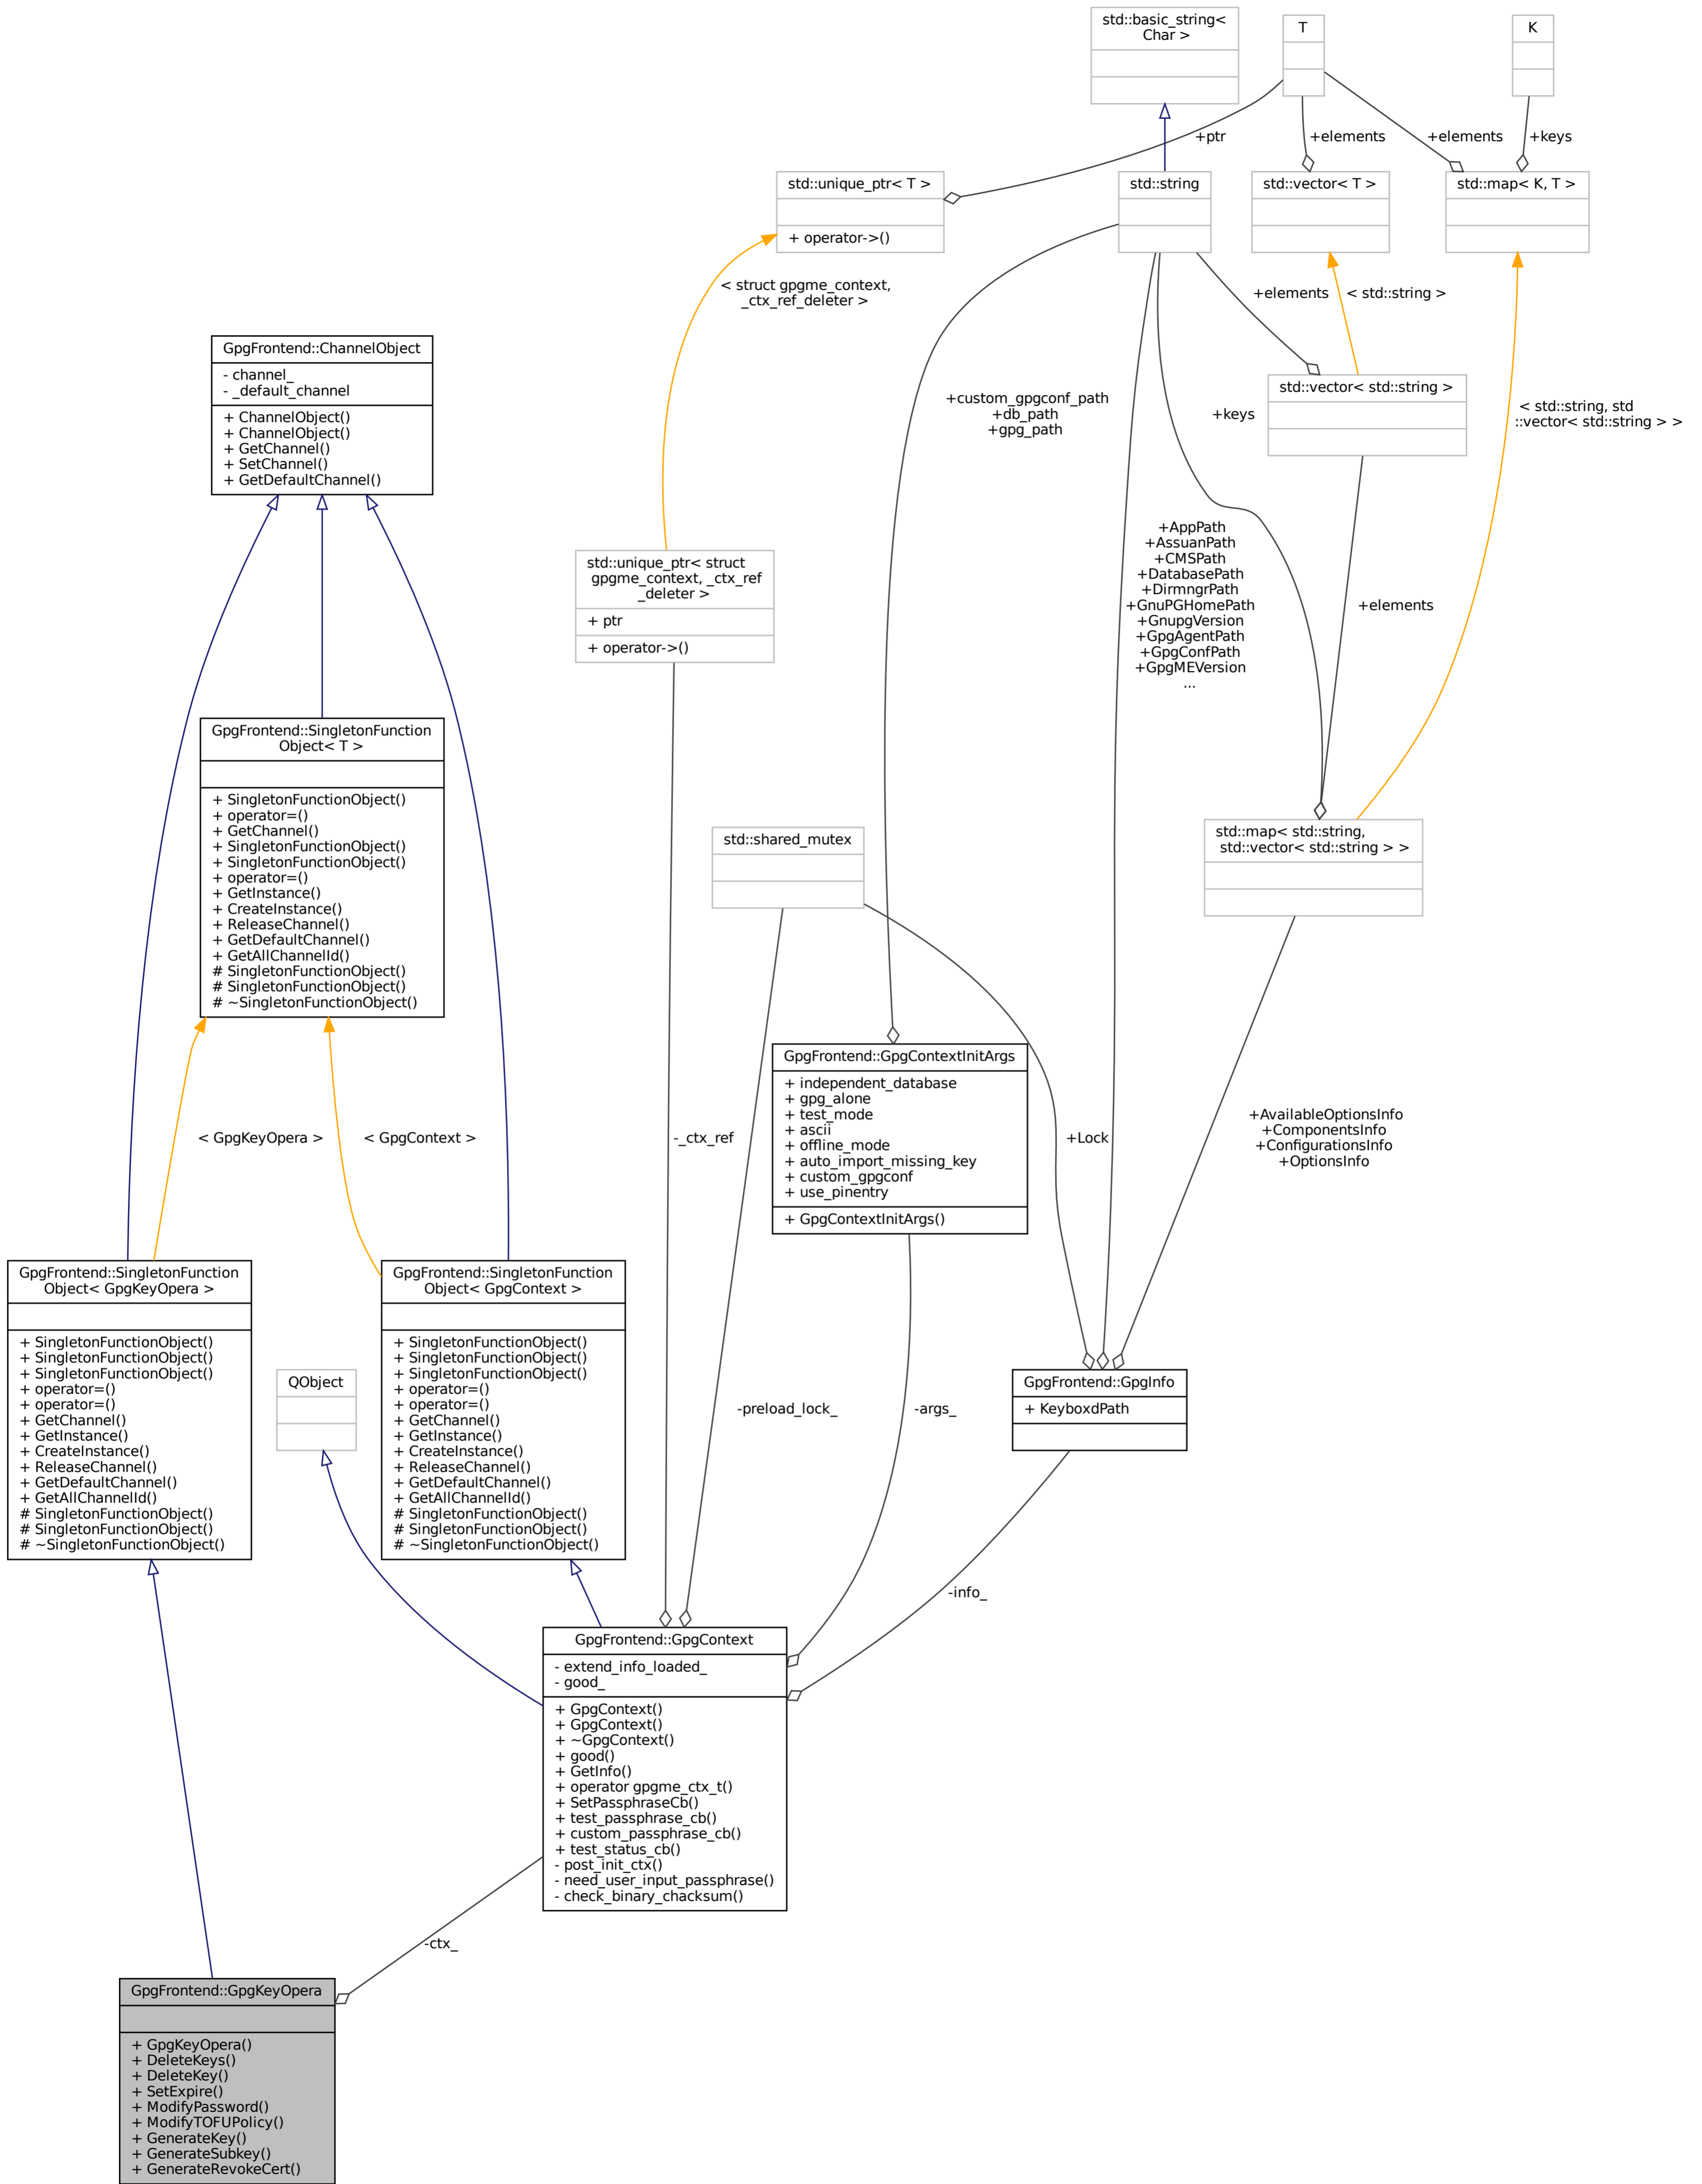 std::basic_string<
Char >
T
K
+ptr
+elements
+elements
+keys
std::unique_ptr< T >
+ operator->()
std::string
std::vector< T >
std::map< K, T >
< struct gpgme_context,
_ctx_ref_deleter >
+elements
< std::string >
GpgFrontend::ChannelObject
- channel_
- _default_channel
+ ChannelObject()
+ ChannelObject()
+ GetChannel()
+ SetChannel()
+ GetDefaultChannel()
+custom_gpgconf_path
+db_path
+gpg_path
+keys
std::vector< std::string >
< std::string, std
::vector< std::string > >
std::unique_ptr< struct
gpgme_context, _ctx_ref
_deleter >
+ ptr
+ operator->()
+AppPath
+AssuanPath
+CMSPath
+DatabasePath
+DirmngrPath
+GnuPGHomePath
+GnupgVersion
+GpgAgentPath
+GpgConfPath
+GpgMEVersion
...
+elements
GpgFrontend::SingletonFunction
Object< T >
+ SingletonFunctionObject()
+ operator=()
+ GetChannel()
+ SingletonFunctionObject()
+ SingletonFunctionObject()
+ operator=()
+ GetInstance()
+ CreateInstance()
+ ReleaseChannel()
+ GetDefaultChannel()
+ GetAllChannelId()
# SingletonFunctionObject()
# SingletonFunctionObject()
# ~SingletonFunctionObject()
std::shared_mutex
std::map< std::string,
std::vector< std::string > >
GpgFrontend::GpgContextInitArgs
+ independent_database
+ gpg_alone
+ test_mode
+ ascii
+ offline_mode
+ auto_import_missing_key
+ custom_gpgconf
+ use_pinentry
+ GpgContextInitArgs()
< GpgKeyOpera >
< GpgContext >
-_ctx_ref
+Lock
+AvailableOptionsInfo
+ComponentsInfo
+ConfigurationsInfo
+OptionsInfo
GpgFrontend::SingletonFunction
Object< GpgKeyOpera >
+ SingletonFunctionObject()
+ SingletonFunctionObject()
+ SingletonFunctionObject()
+ operator=()
+ operator=()
+ GetChannel()
+ GetInstance()
+ CreateInstance()
+ ReleaseChannel()
+ GetDefaultChannel()
+ GetAllChannelId()
# SingletonFunctionObject()
# SingletonFunctionObject()
# ~SingletonFunctionObject()
QObject
GpgFrontend::SingletonFunction
Object< GpgContext >
+ SingletonFunctionObject()
+ SingletonFunctionObject()
+ SingletonFunctionObject()
+ operator=()
+ operator=()
+ GetChannel()
+ GetInstance()
+ CreateInstance()
+ ReleaseChannel()
+ GetDefaultChannel()
+ GetAllChannelId()
# SingletonFunctionObject()
# SingletonFunctionObject()
# ~SingletonFunctionObject()
-preload_lock_
-args_
GpgFrontend::GpgInfo
+ KeyboxdPath
-info_
GpgFrontend::GpgContext
- extend_info_loaded_
- good_
+ GpgContext()
+ GpgContext()
+ ~GpgContext()
+ good()
+ GetInfo()
+ operator gpgme_ctx_t()
+ SetPassphraseCb()
+ test_passphrase_cb()
+ custom_passphrase_cb()
+ test_status_cb()
- post_init_ctx()
- need_user_input_passphrase()
- check_binary_chacksum()
-ctx_
GpgFrontend::GpgKeyOpera
+ GpgKeyOpera()
+ DeleteKeys()
+ DeleteKey()
+ SetExpire()
+ ModifyPassword()
+ ModifyTOFUPolicy()
+ GenerateKey()
+ GenerateSubkey()
+ GenerateRevokeCert()